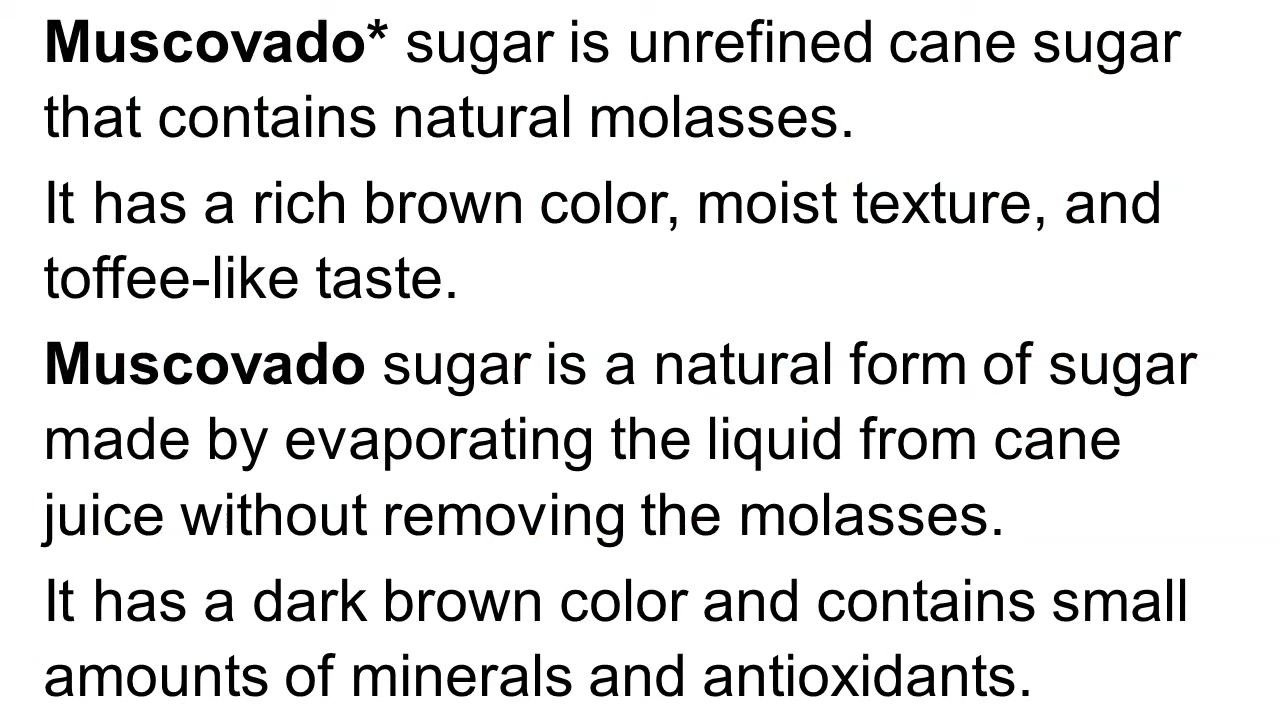 Muscovado* sugar is unrefined cane sugar
that contains natural molasses.
It has a rich brown color, moist texture, and
toffee-like taste.
Muscovado sugar is a natural form of sugar
made by evaporating the liquid from cane
juice without removing the molasses.
It has a dark brown color and contains small
amounts of minerals and antioxidants.